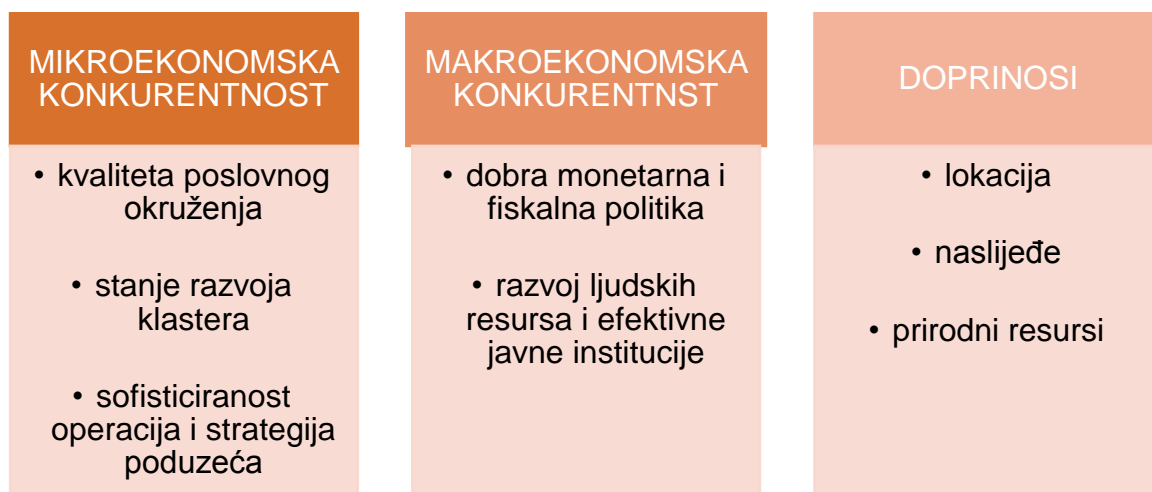 MIKROEKONOMSKA
KONKURENTNOST
• kvaliteta poslovnog
okruženja
• stanje razvoja
klastera
• sofisticiranost
operacija i strategija
poduzeća
MAKROEKONOMSKA
KONKURENTNST
• dobra monetarna i
fiskalna politika
• razvoj ljudskih
resursa i efektivne
javne institucije
DOPRINOSI
• lokacija
• naslijeđe
• prirodni resursi